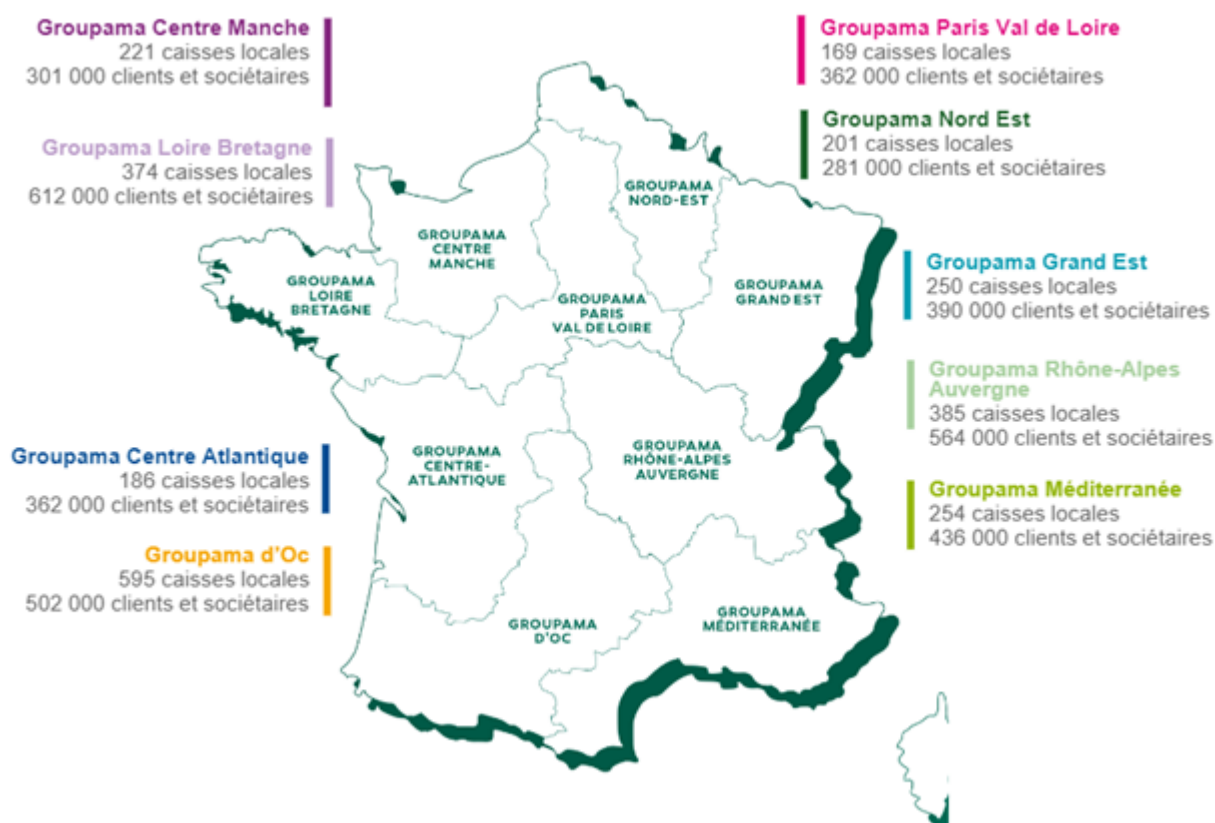 Groupama Centre Manche
221 caisses locales
301 000 clients et sociétaires
Groupama Loire Bretagne
374 caisses locales
612 000 clients et sociétaires
Groupama Centre Atlantique
186 caisses locales
362 000 clients et sociétaires
Groupama d'Oc
595 caisses locales
502 000 clients et sociétaires
Groupama Paris Val de Loire
169 caisses locales
362 000 clients et sociétaires
Groupama Nord Est
201 caisses locales
281 000 clients et sociétaires
Groupama Grand Est
250 caisses locales
390 000 clients et sociétaires
Groupama Rhône-Alpes
Auvergne
385 caisses locales
564 000 clients et sociétaires
Groupama Méditerranée
254 caisses locales
436 000 clients et sociétaires
GROUPAMA
NORD-EST
GROUPAMA
CENTRE
MANCHE
GROUPAMA
LOIRE
BRETAGNE
GROUPAMA
PARIS
VAL DE LOIRE
GROUPAMA
GRAND EST
GROUPAMA
CENTRE-
ATLANTIQUE
GROUPAMA
RHÔNE-ALPES
AUVERGNE
GROUPAMA
D'OC
GROUPAMA
MÉDITERRANÉE